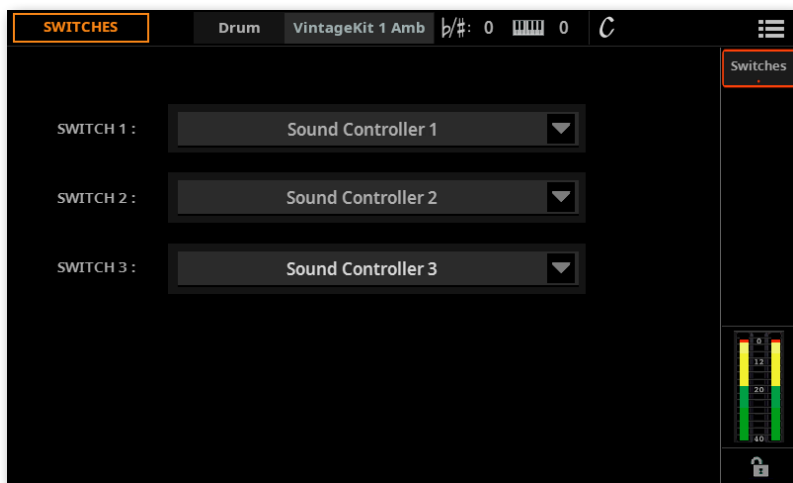 SWITCHES Drum VintageKit 1 Amb ♭/♯: 0 0 C
Switches
SWITCH 1 : Sound Controller 1
SWITCH 2 : Sound Controller 2
SWITCH 3 : Sound Controller 3
0
12
20
40